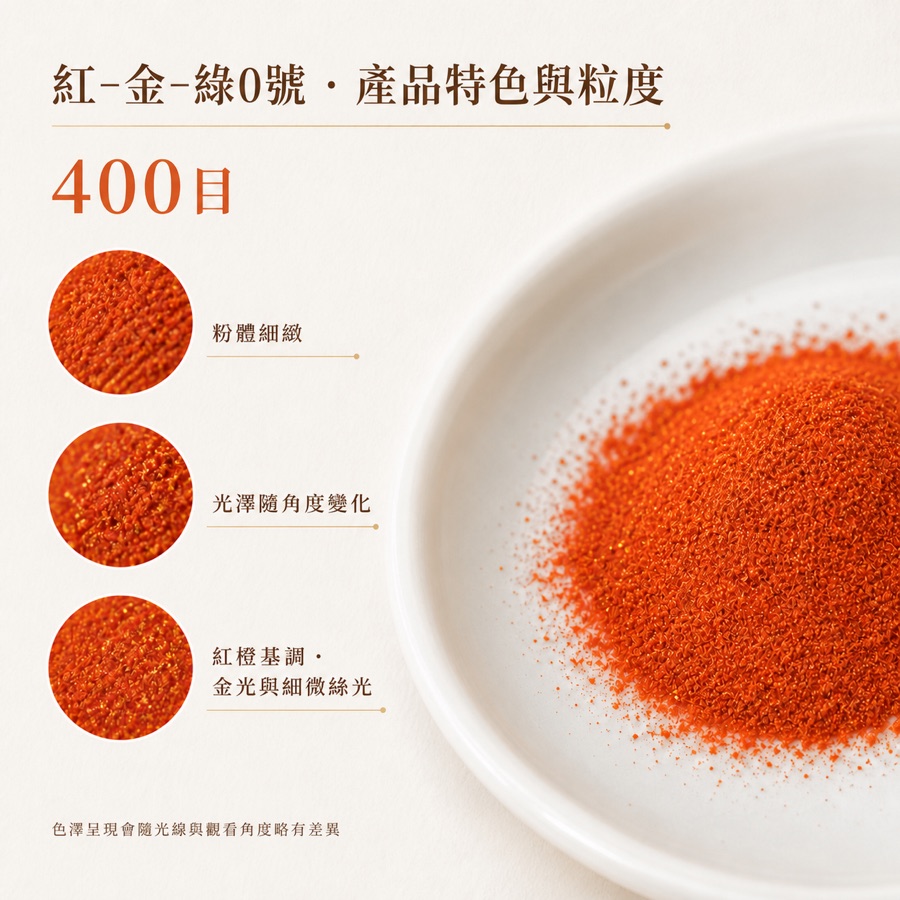 紅-金-綠0號·產品特色與粒度
400目
粉體細緻
光澤隨角度變化
紅橙基調·
金光與細微絲光
色澤呈現會隨光線與觀看角度略有差異